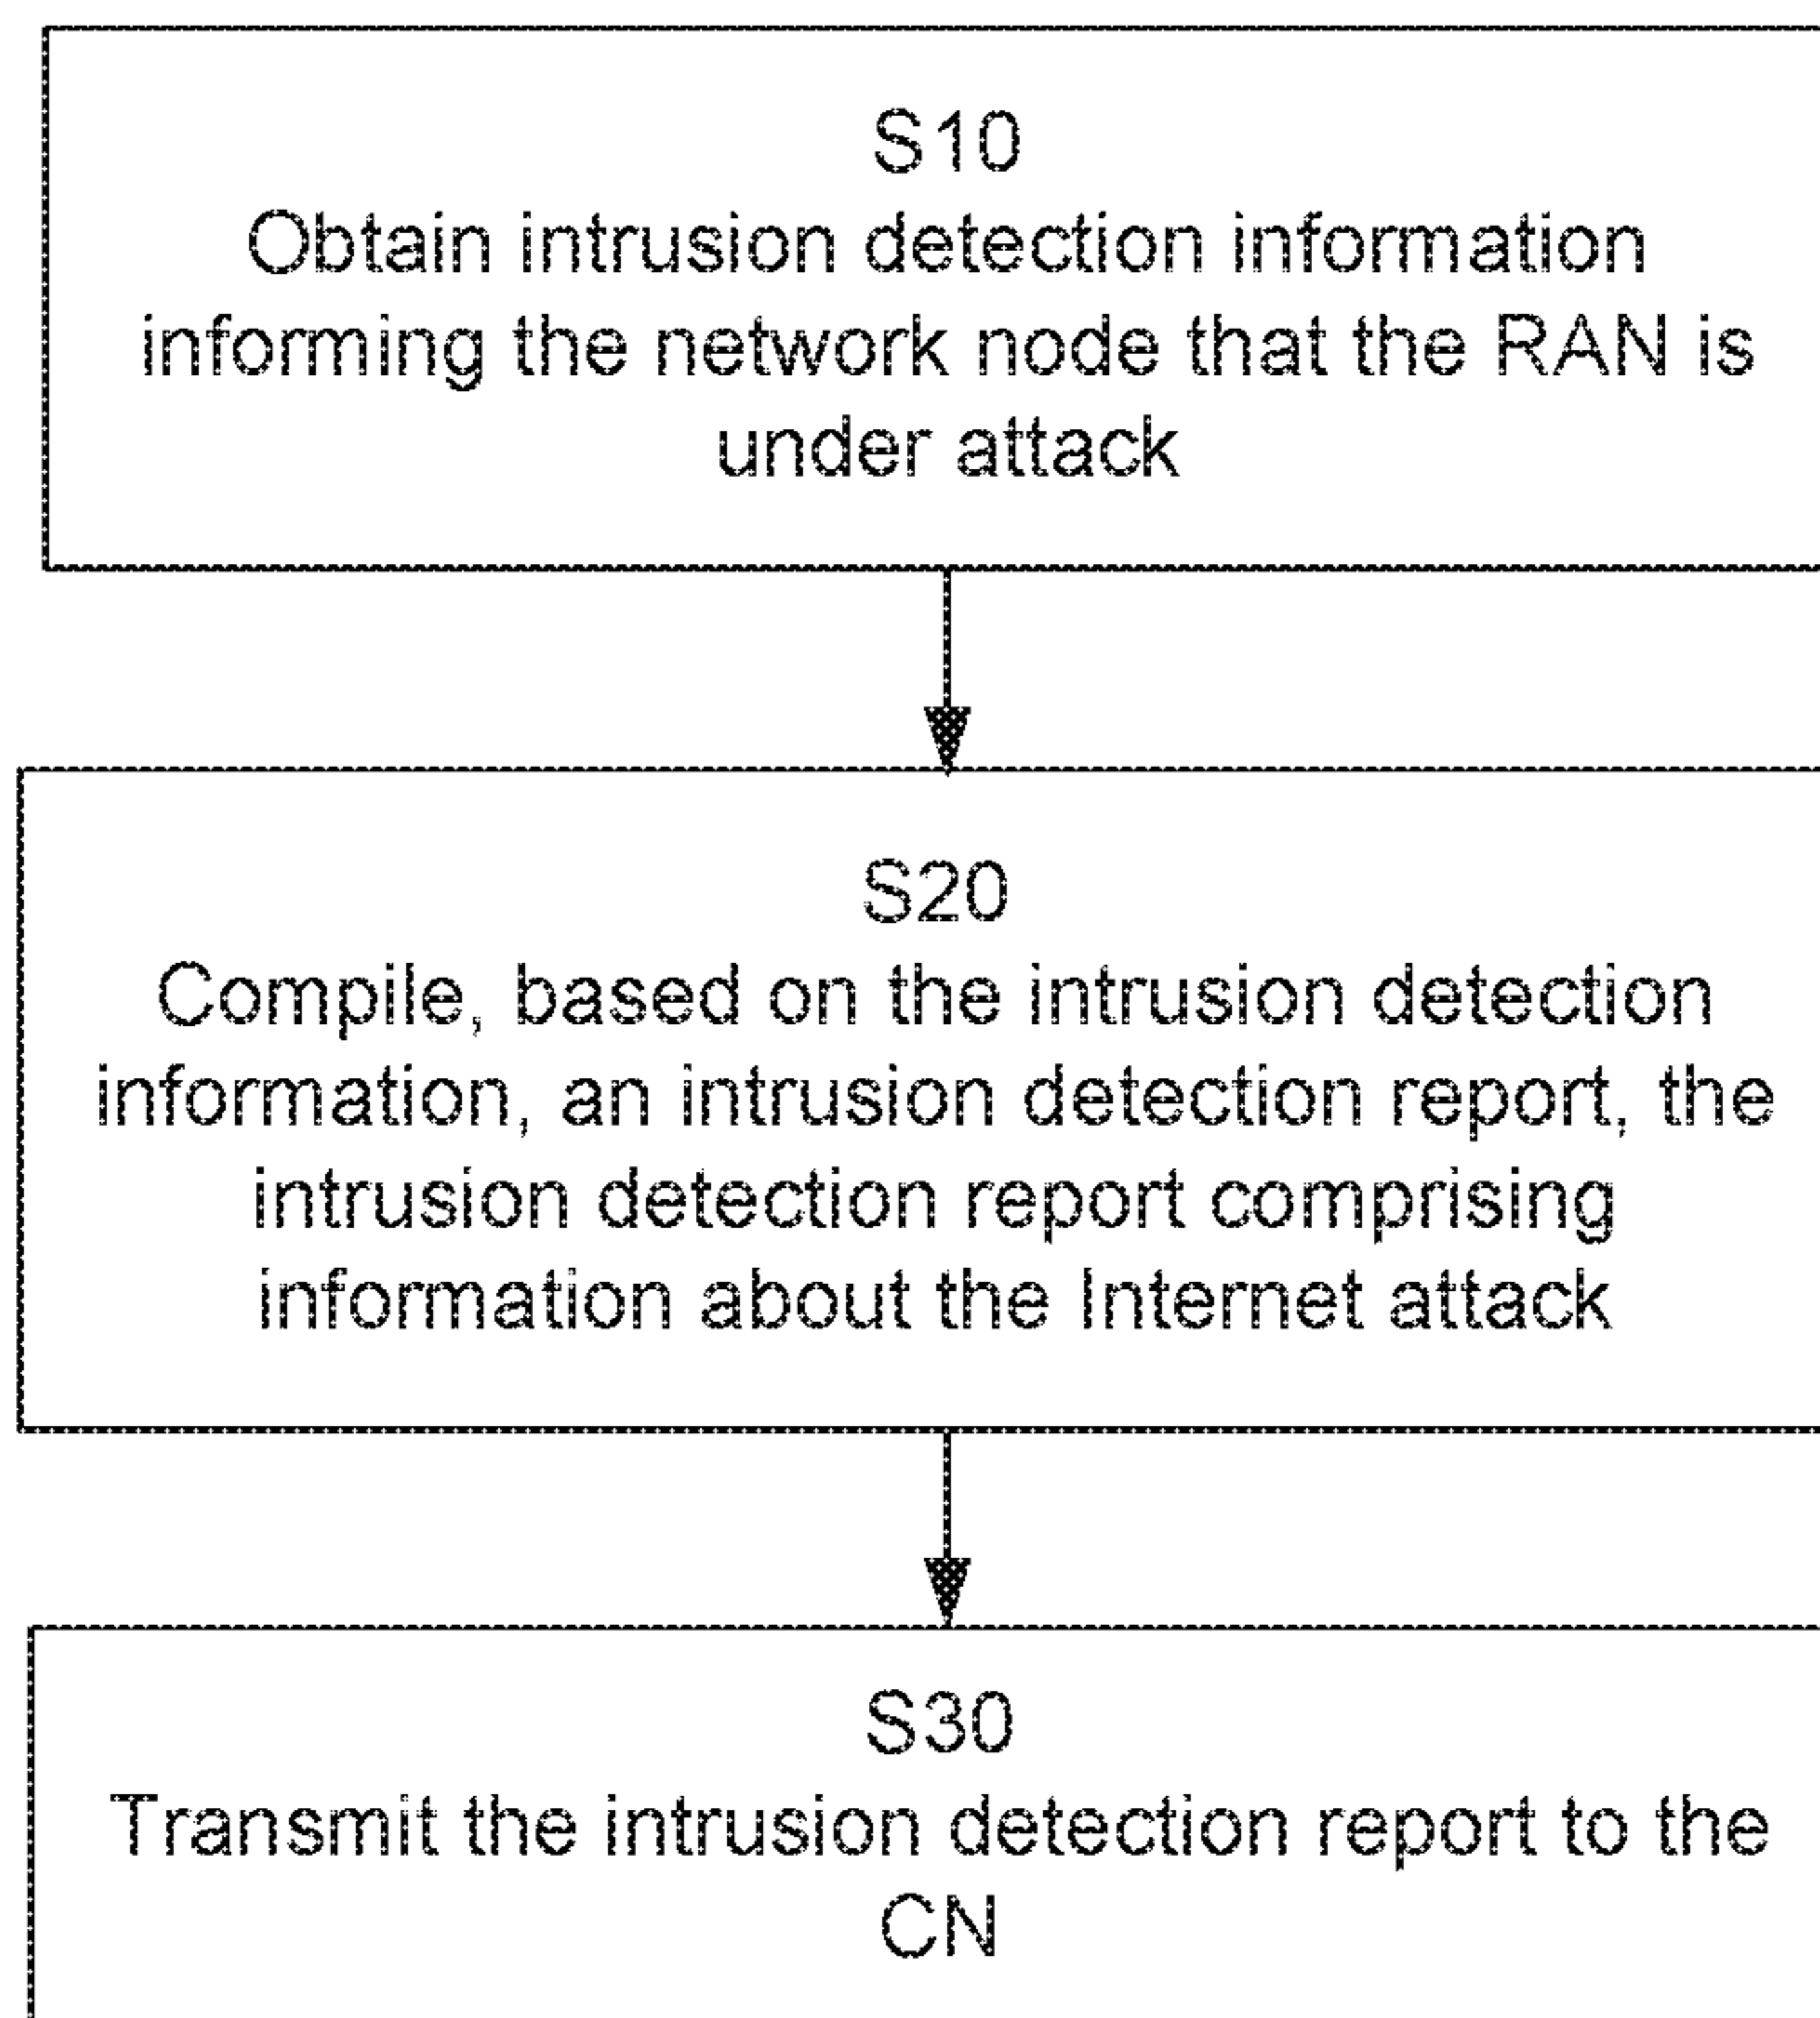 S10
Obtain intrusion detection information
informing the network node that the RAN is
under attack
S20
Compile, based on the intrusion detection
information, an intrusion detection report, the
intrusion detection report comprising
information about the Internet attack
S30
Transmit the intrusion detection report to the
CN